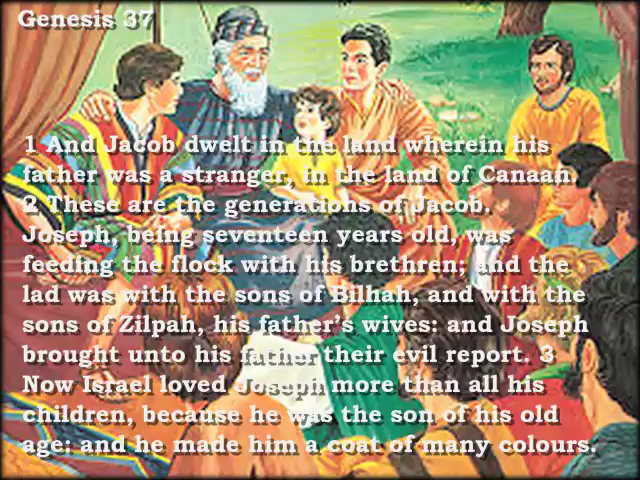 Genesis 37
1 And Jacob dwelt in the land wherein his
father was a stranger, in the land of Canaan.
2 These are the generations of Jacob.
Joseph, being seventeen years old, was
feeding the flock with his brethren; and the
lad was with the sons of Bilhah, and with the
sons of Zilpah, his father's wives: and Joseph
brought unto his father their evil report. 3
Now Israel loved Joseph more than all his
children, because he was the son of his old
age: and he made him a coat of many colours.